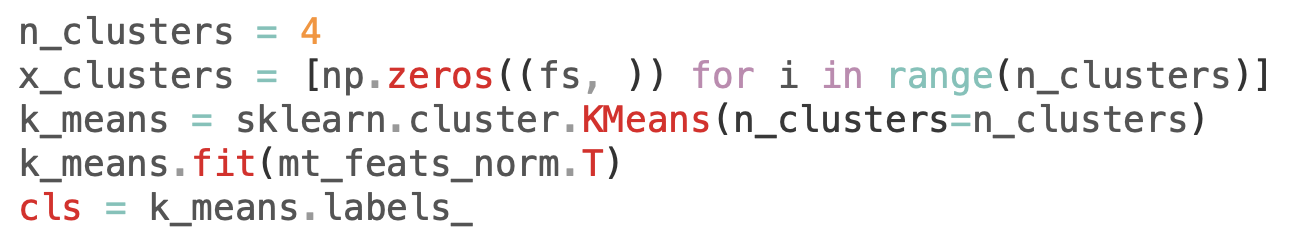 n_clusters = 4
x_clusters = [np.zeros((fs, )) for i in range(n_clusters)]
k_means = sklearn.cluster.KMeans(n_clusters=n_clusters)
k_means.fit(mt_feats_norm.T)
cls = k_means.labels_